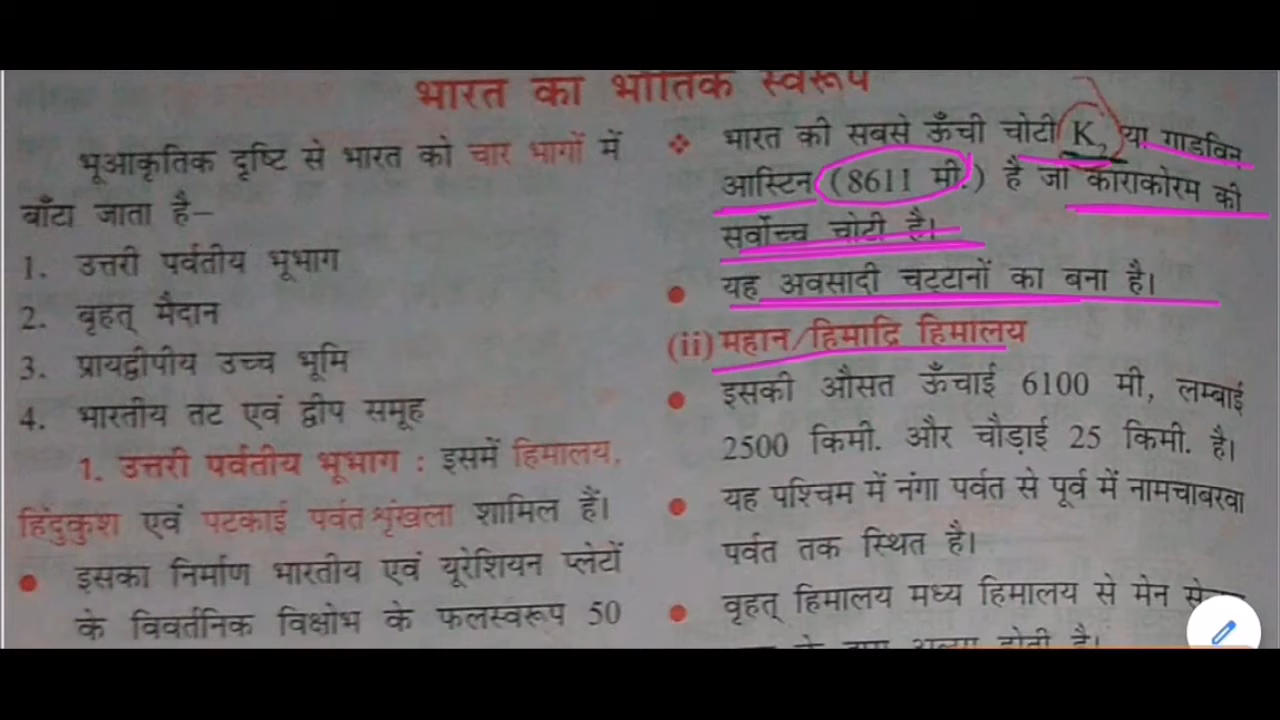 भारत का भौतिक स्वरूप
भूआकृतिक दृष्टि से भारत को चार भागों में
बाँटा जाता है–
1. उत्तरी पर्वतीय भूभाग
2. बृहत् मैदान
3. प्रायद्वीपीय उच्च भूमि
4. भारतीय तट एवं द्वीप समूह
1. उत्तरी पर्वतीय भूभाग : इसमें हिमालय,
हिंदुकुश एवं पटकाई पर्वत शृंखला शामिल हैं।
इसका निर्माण भारतीय एवं यूरेशियन प्लेटों
के विवर्तनिक विक्षोभ के फलस्वरूप 50
भारत की सबसे ऊँची चोटी K2 या गाडविन
आस्टिन (8611 मी.) है जो काराकोरम की
सर्वोच्च चोटी है।
यह अवसादी चट्टानों का बना है।
(ii) महान/हिमाद्रि हिमालय
इसकी औसत ऊँचाई 6100 मी, लम्बाई
2500 किमी. और चौड़ाई 25 किमी. है।
यह पश्चिम में नंगा पर्वत से पूर्व में नामचाबरवा
पर्वत तक स्थित है।
वृहत् हिमालय मध्य हिमालय से मेन
होती है।